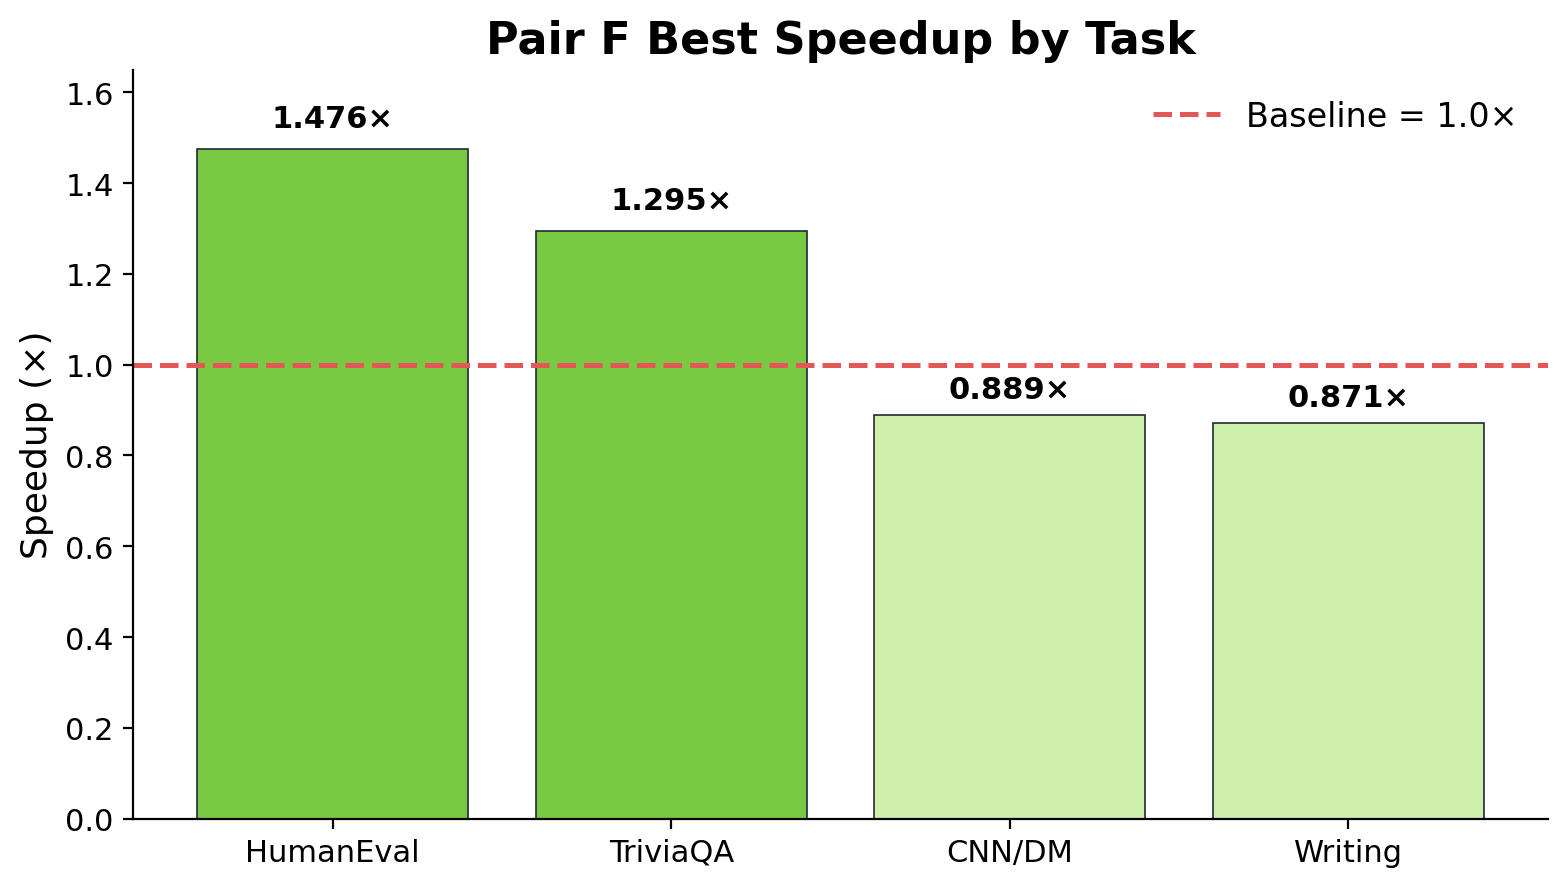 Pair F Best Speedup by Task
Baseline = 1.0×
Speedup (×)
1.6
1.4
1.2
1.0
0.8
0.6
0.4
0.2
0.0
1.476×
1.295×
0.889×
0.871×
HumanEval
TriviaQA
CNN/DM
Writing